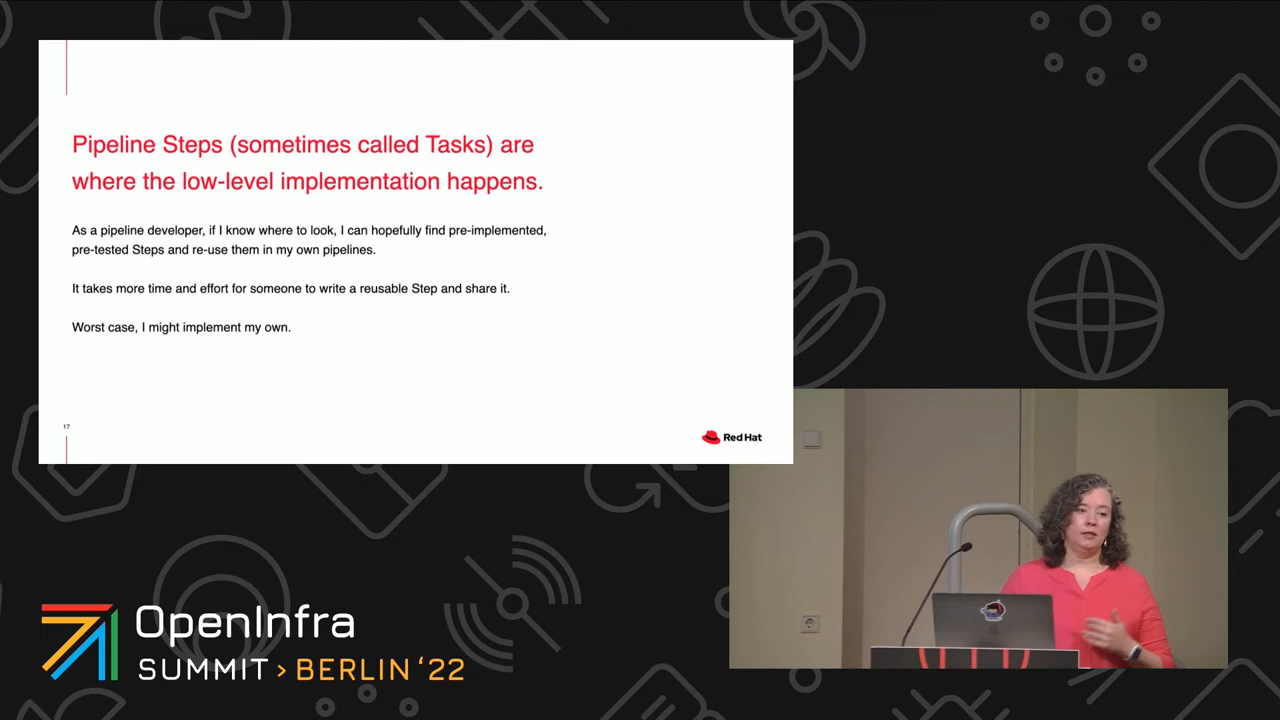 Pipeline Steps (sometimes called Tasks) are
where the low-level implementation happens.
As a pipeline developer, if I know where to look, I can hopefully find pre-implemented,
pre-tested Steps and re-use them in my own pipelines.
It takes more time and effort for someone to write a reusable Step and share it.
Worst case, I might implement my own.
17
Red Hat
OpenInfra
SUMMIT > BERLIN ‘22